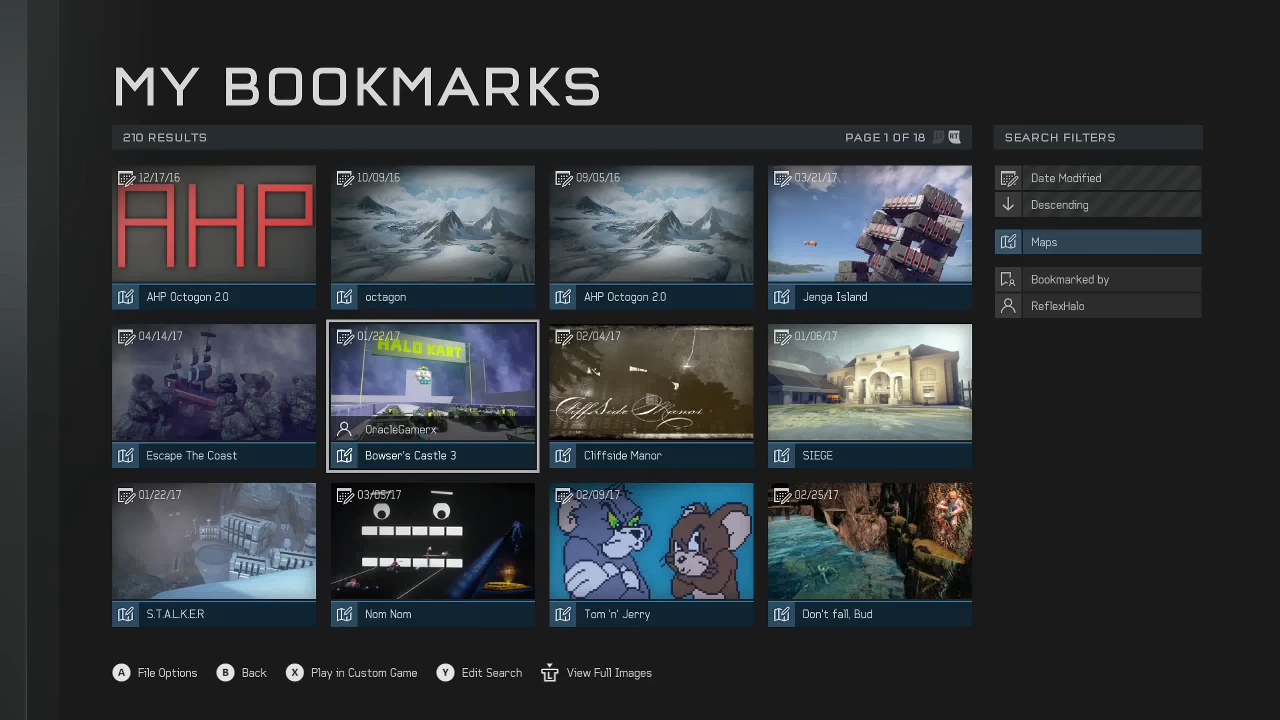 MY BOOKMARKS
210 RESULTS
PAGE 1 OF 18
LT RT
SEARCH FILTERS
12/17/16
10/09/16
09/05/16
03/21/17
AHP
AHP Octogon 2.0
octagon
AHP Octogon 2.0
Jenga Island
Date Modified
Descending
Maps
Bookmarked by
ReflexHalo
04/14/17
01/22/17
02/04/17
01/06/17
HALO KART
CliffSide Manor
OracleGamerx
Escape The Coast
Bowser's Castle 3
Cliffside Manor
SIEGE
01/22/17
03/05/17
02/09/17
02/25/17
S.T.A.L.K.E.R
Nom Nom
Tom 'n' Jerry
Don't fall, Bud
A File Options
B Back
X Play in Custom Game
Y Edit Search
L View Full Images